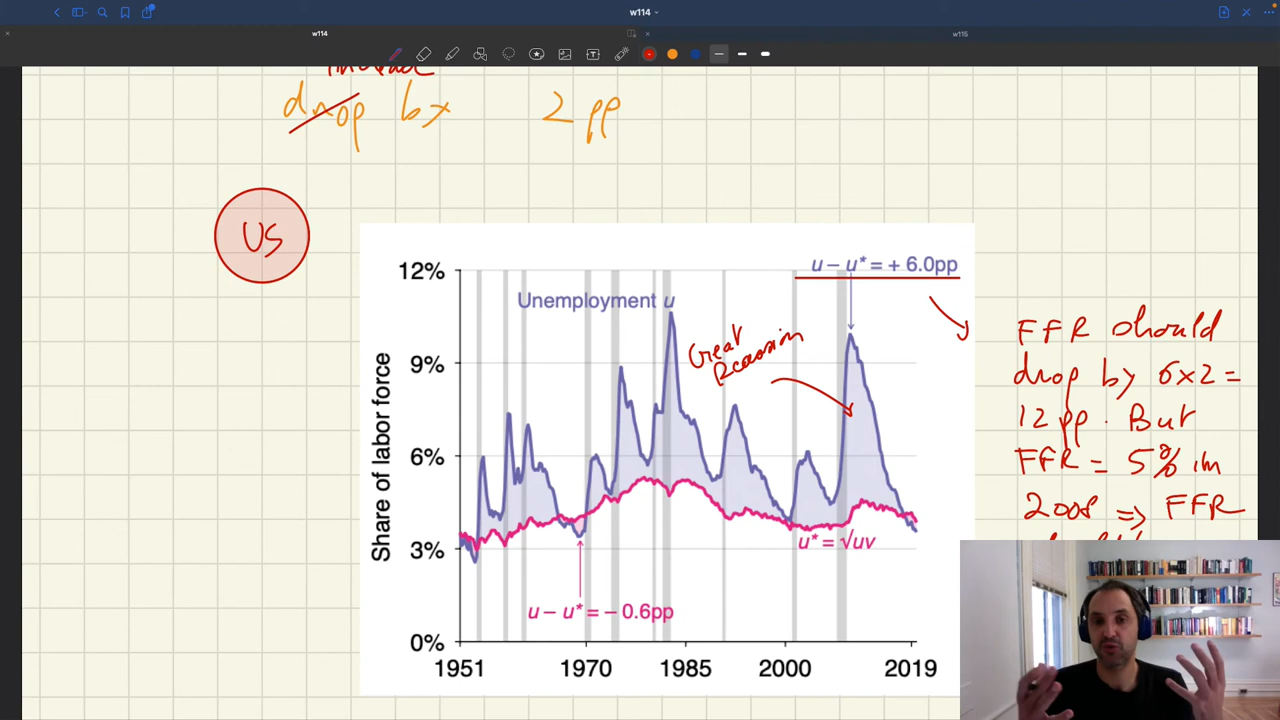 w114
w114
w115
drop by 2 pp
US
12%
9%
6%
3%
0%
Share of labor force
1951
1970
1985
2000
2019
Unemployment u
u – u* = + 6.0pp
Great
Recession
u* = √uv
u – u* = – 0.6pp
FFR should
drop by 6x2 =
12 pp. But
FFR = 5% in
2008 => FFR